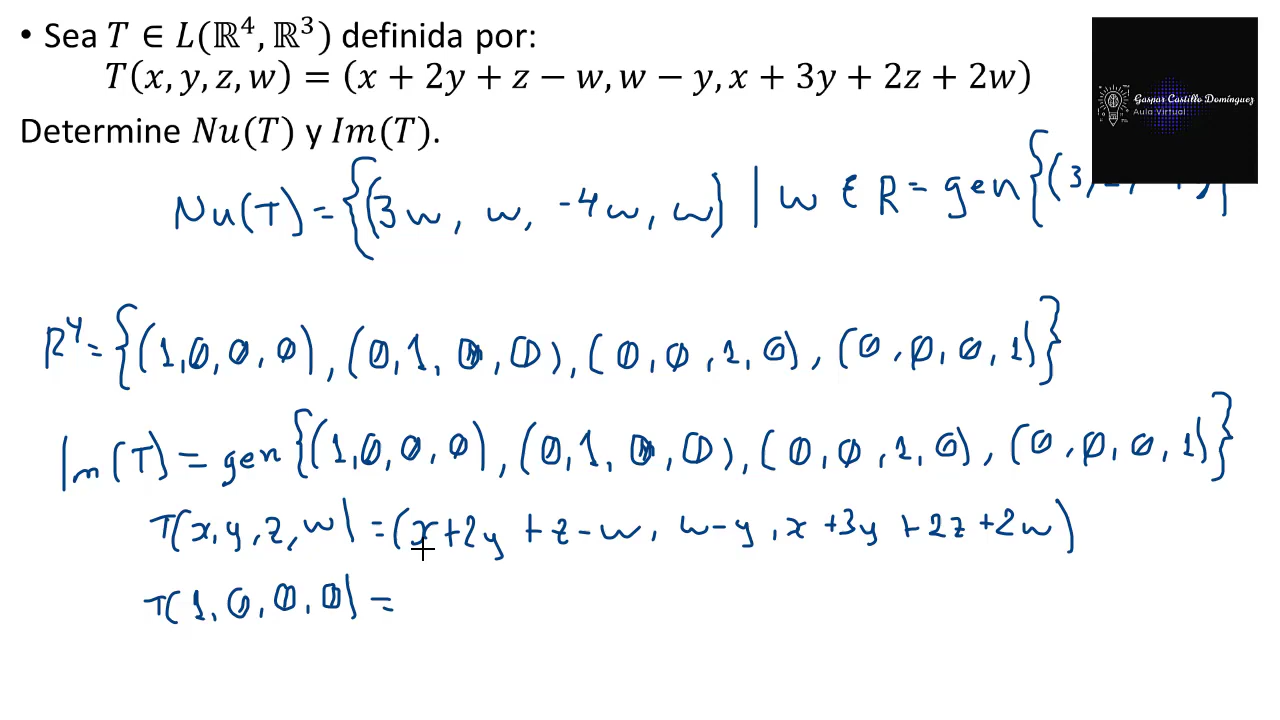 • Sea 𝑇 ∈ 𝐿(ℝ⁴, ℝ³) definida por:
𝑇(𝑥, 𝑦, 𝑧, 𝑤) = (𝑥 + 2𝑦 + 𝑧 − 𝑤, 𝑤 − 𝑦, 𝑥 + 3𝑦 + 2𝑧 + 2𝑤)
Determine 𝑁𝑢(𝑇) y 𝐼𝑚(𝑇).
Gaspar Castillo Domínguez
Aula Virtual
Nu(T) = {(3w, w, -4w, w} | w ∈ R = gen{(3,
R⁴ = {(1,0,0,0), (0,1,0,0), (0,0,1,0), (0,0,0,1)}
Im(T) = gen{(1,0,0,0), (0,1,0,0), (0,0,1,0), (0,0,0,1)}
T(x,y,z,w) = (x+2y+z-w, w-y, x+3y+2z+2w)
T(1,0,0,0) =